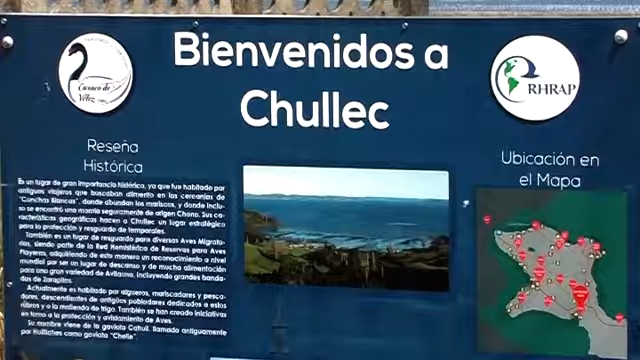 Bienvenidos a
Chullec
Curaco de
Vélez
RHRAP
Reseña
Histórica
Ubicación en
el Mapa
Es un lugar de gran importancia histórica, ya que fue habitado por
antiguos viajeros que buscaban alimento en las cercanías de
"Conchas Blancas", donde abundan los mariscos, y donde inclu-
so se encontró una momia seguramente de origen Chono. Sus ca-
racterísticas geográficas hacen a Chullec un lugar estratégico
para la protección y resguardo de temporales.
También es un lugar de resguardo para diversas Aves Migrato-
rias, siendo parte de la Red Hemisférica de Reservas para Aves
Playeras, adquiriendo de esta manera un reconocimiento a nivel
mundial por ser un lugar de descanso y de mucha alimentación
para una gran variedad de Avifauna, incluyendo grandes banda-
das de Zarapitos.
Actualmente es habitado por algueros, mariscadores y pesca-
dores, descendientes de antiguos pobladores dedicados a estos
rubros y a la molienda de trigo. También se han creado iniciativas
en torno a la protección y avistamiento de Aves.
Su nombre viene de la gaviota Cahuil, llamada antiguamente
por Huilliches como gaviota "Chelle".